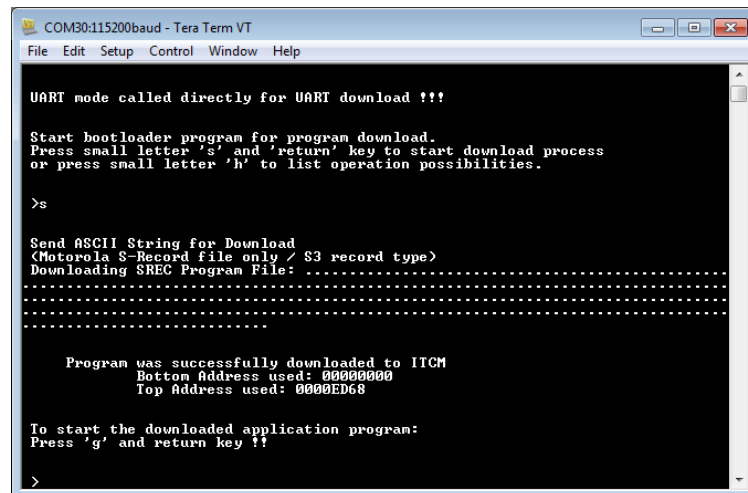 COM30:115200baud - Tera Term VT
File Edit Setup Control Window Help
UART mode called directly for UART download !!!
Start bootloader program for program download.
Press small letter 's' and 'return' key to start download process
or press small letter 'h' to list operation possibilities.
>s
Send ASCII String for Download
(Motorola S-Record file only / S3 record type)
Downloading SREC Program File: .....................................................
.......................................................................................
.......................................................................................
.......................................................................................
..............................
Program was successfully downloaded to ITCM
Bottom Address used: 00000000
Top Address used: 0000ED68
To start the downloaded application program:
Press 'g' and return key !!
>